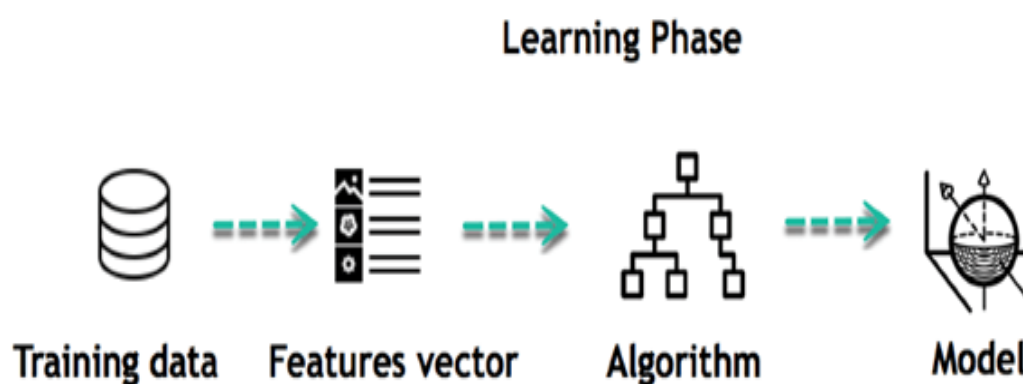 Learning Phase
Training data
Features vector
Algorithm
Model